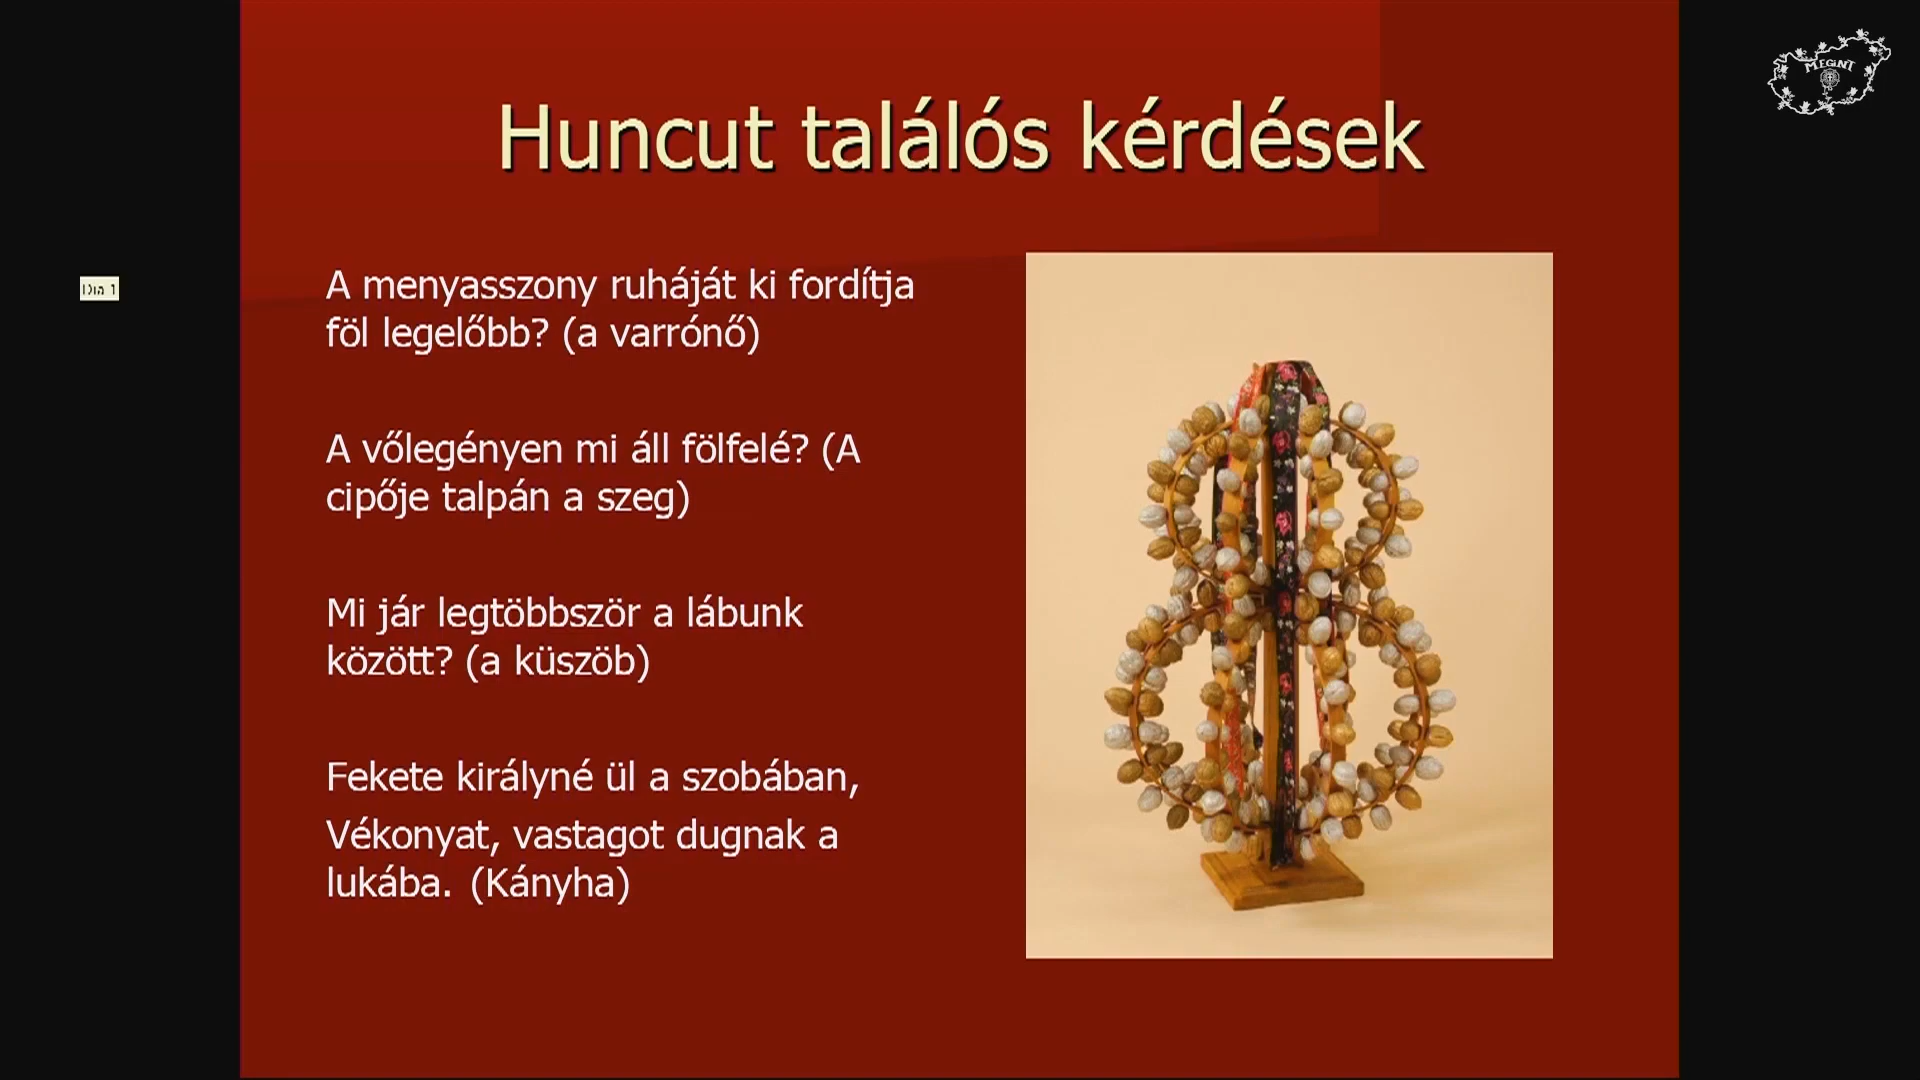 MEGINT
Huncut találós kérdések
Dia 1
A menyasszony ruháját ki fordítja
föl legelőbb? (a varrónő)
A vőlegényen mi áll fölfelé? (A
cipője talpán a szeg)
Mi jár legtöbbször a lábunk
között? (a küszöb)
Fekete királyné ül a szobában,
Vékonyat, vastagot dugnak a
lukába. (Kányha)